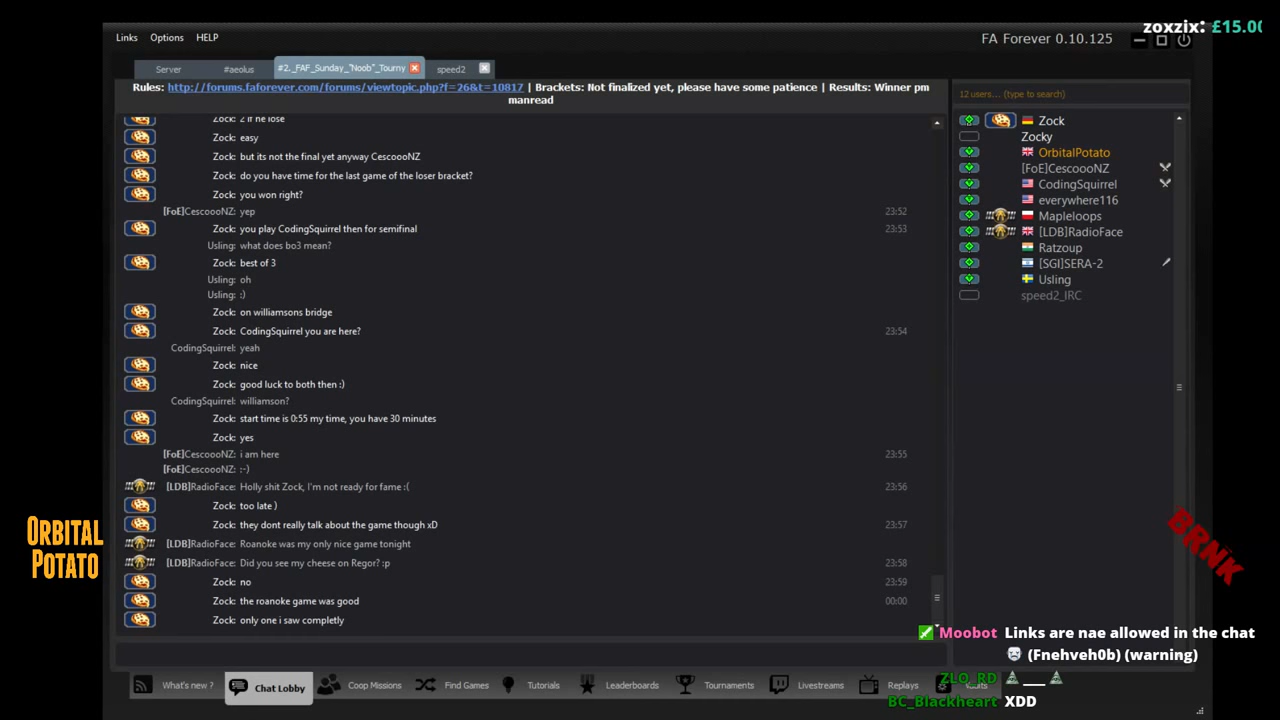 zoxzix: £15.00
Links Options HELP
FA Forever 0.10.125
Server #aeolus #2._FAF_Sunday_"Noob"_Tourny speed2
Rules: http://forums.faforever.com/forums/viewtopic.php?f=26&t=10817 | Brackets: Not finalized yet, please have some patience | Results: Winner pm
manread
12 users... (type to search)
Zock: 2 if he lose
Zock: easy
Zock: but its not the final yet anyway CescoooNZ
Zock: do you have time for the last game of the loser bracket?
Zock: you won right?
[FoE]CescoooNZ: yep 23:52
Zock: you play CodingSquirrel then for semifinal 23:53
Usling: what does bo3 mean?
Zock: best of 3
Usling: oh
Usling: :)
Zock: on williamsons bridge
Zock: CodingSquirrel you are here? 23:54
CodingSquirrel: yeah
Zock: nice
Zock: good luck to both then :)
CodingSquirrel: williamson?
Zock: start time is 0:55 my time, you have 30 minutes
Zock: yes
[FoE]CescoooNZ: i am here 23:55
[FoE]CescoooNZ: :-)
[LDB]RadioFace: Holly shit Zock, I'm not ready for fame :( 23:56
Zock: too late )
Zock: they dont really talk about the game though xD 23:57
[LDB]RadioFace: Roanoke was my only nice game tonight
[LDB]RadioFace: Did you see my cheese on Regor? :p 23:58
Zock: no 23:59
Zock: the roanoke game was good 00:00
Zock: only one i saw completly
Zock
Zocky
OrbitalPotato
[FoE]CescoooNZ
CodingSquirrel
everywhere116
Mapleloops
[LDB]RadioFace
Ratzoup
[SGI]SERA-2
Usling
speed2_IRC
ORBITAL
POTATO
BRNK
Moobot Links are nae allowed in the chat
(Fnehveh0b) (warning)
ZLO_RD ___
BC_Blackheart XDD
What's new ? Chat Lobby Coop Missions Find Games Tutorials Leaderboards Tournaments Livestreams Replays Vaults